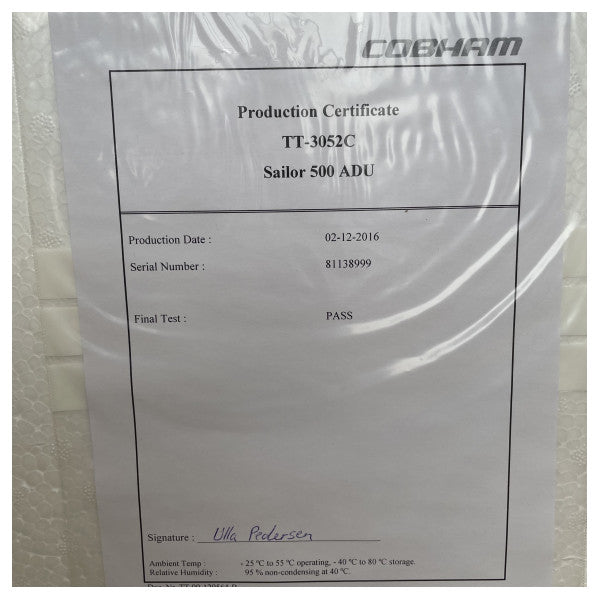 COBHAM
Production Certificate
TT-3052C
Sailor 500 ADU
Production Date : 02-12-2016
Serial Number : 81138999
Final Test : PASS
Signature : Ulla Pedersen
Ambient Temp : - 25 °C to 55 °C operating, - 40 °C to 80 °C storage.
Relative Humidity : 95 % non-condensing at 40 °C.